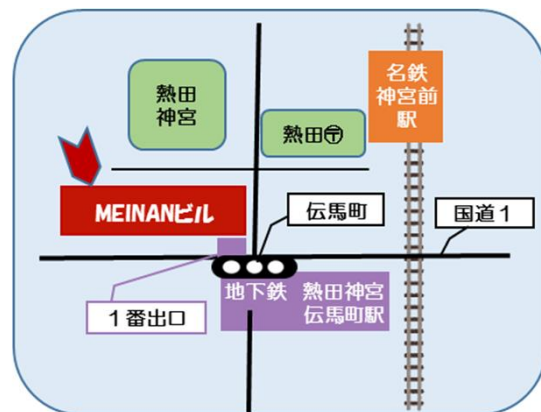 名鉄
神宮前
駅
熱田
神宮
熱田〶
MEINANビル
伝馬町
国道1
1番出口
地下鉄 熱田神宮
伝馬町駅